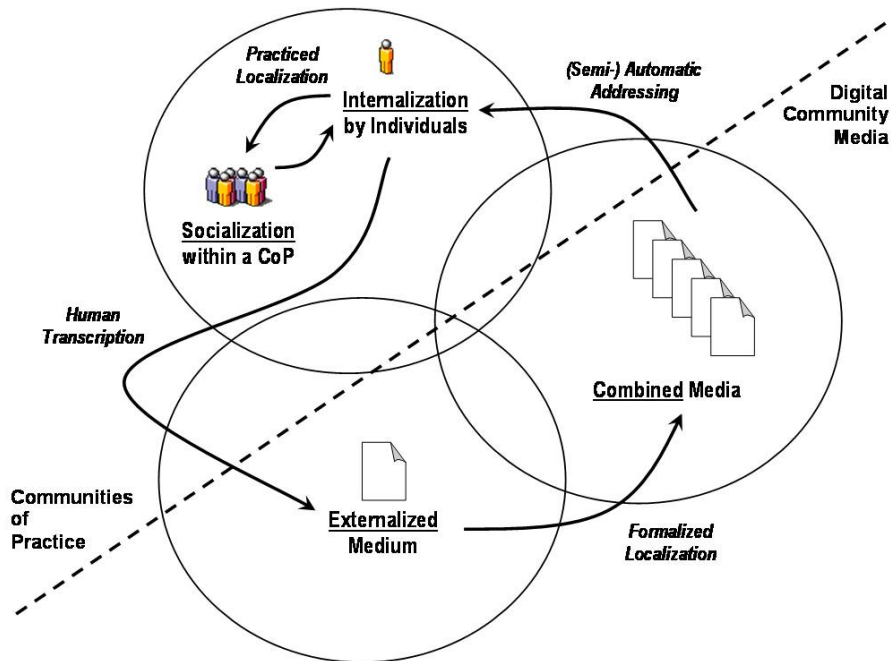 Practiced
Localization
(Semi-) Automatic
Addressing
Internalization
by Individuals
Digital
Community
Media
Socialization
within a CoP
Human
Transcription
Combined Media
Communities
of
Practice
Externalized
Medium
Formalized
Localization